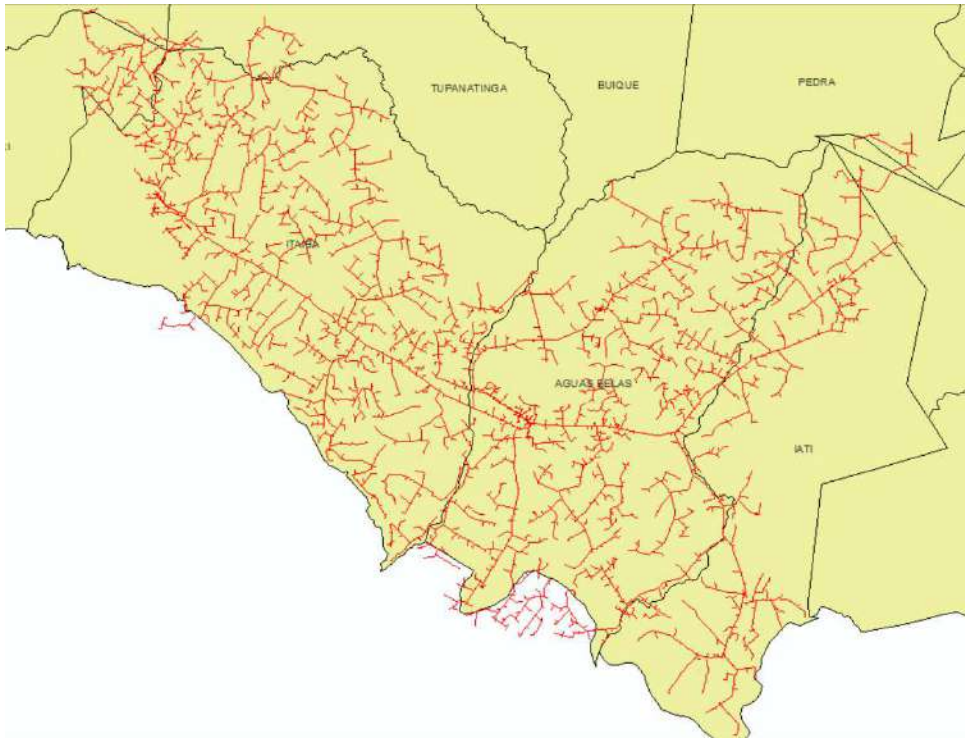 TUPANATINGA
BUIQUE
PEDRA
ITAIBA
AGUAS BELAS
IATI